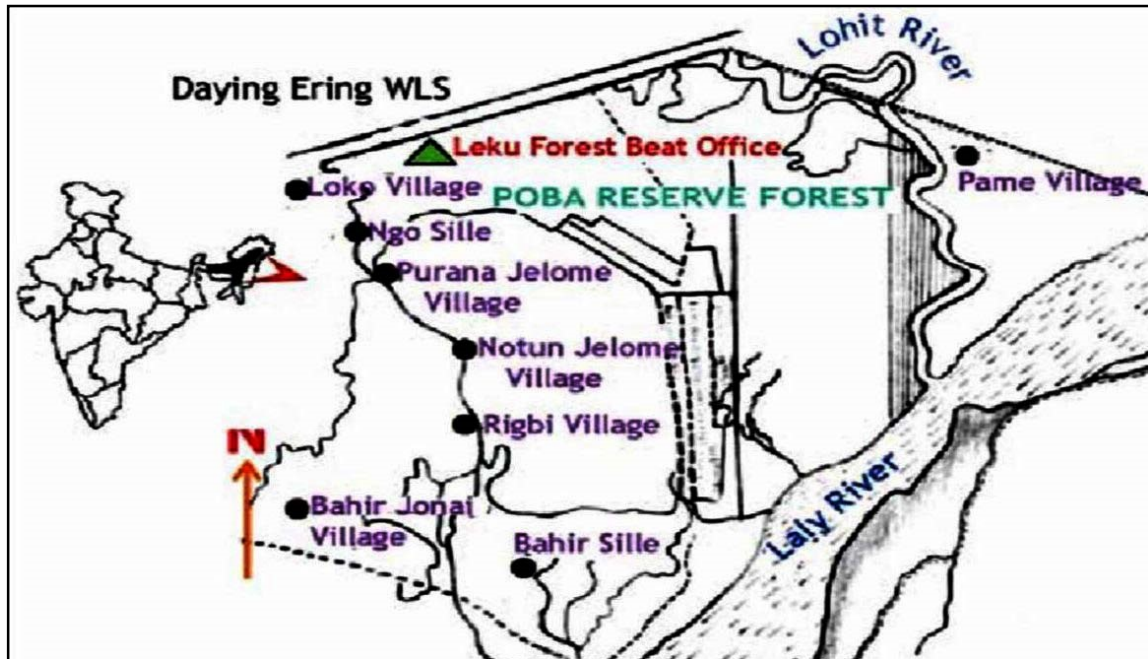 Lohit River
Daying Ering WLS
Leku Forest Beat Office
Loko Village
POBA RESERVE FOREST
Pame Village
Ngo Sille
Purana Jelome
Village
Notun Jelome
Village
N
Rigbi Village
Bahir Jonai
Village
Bahir Sille
Laly River